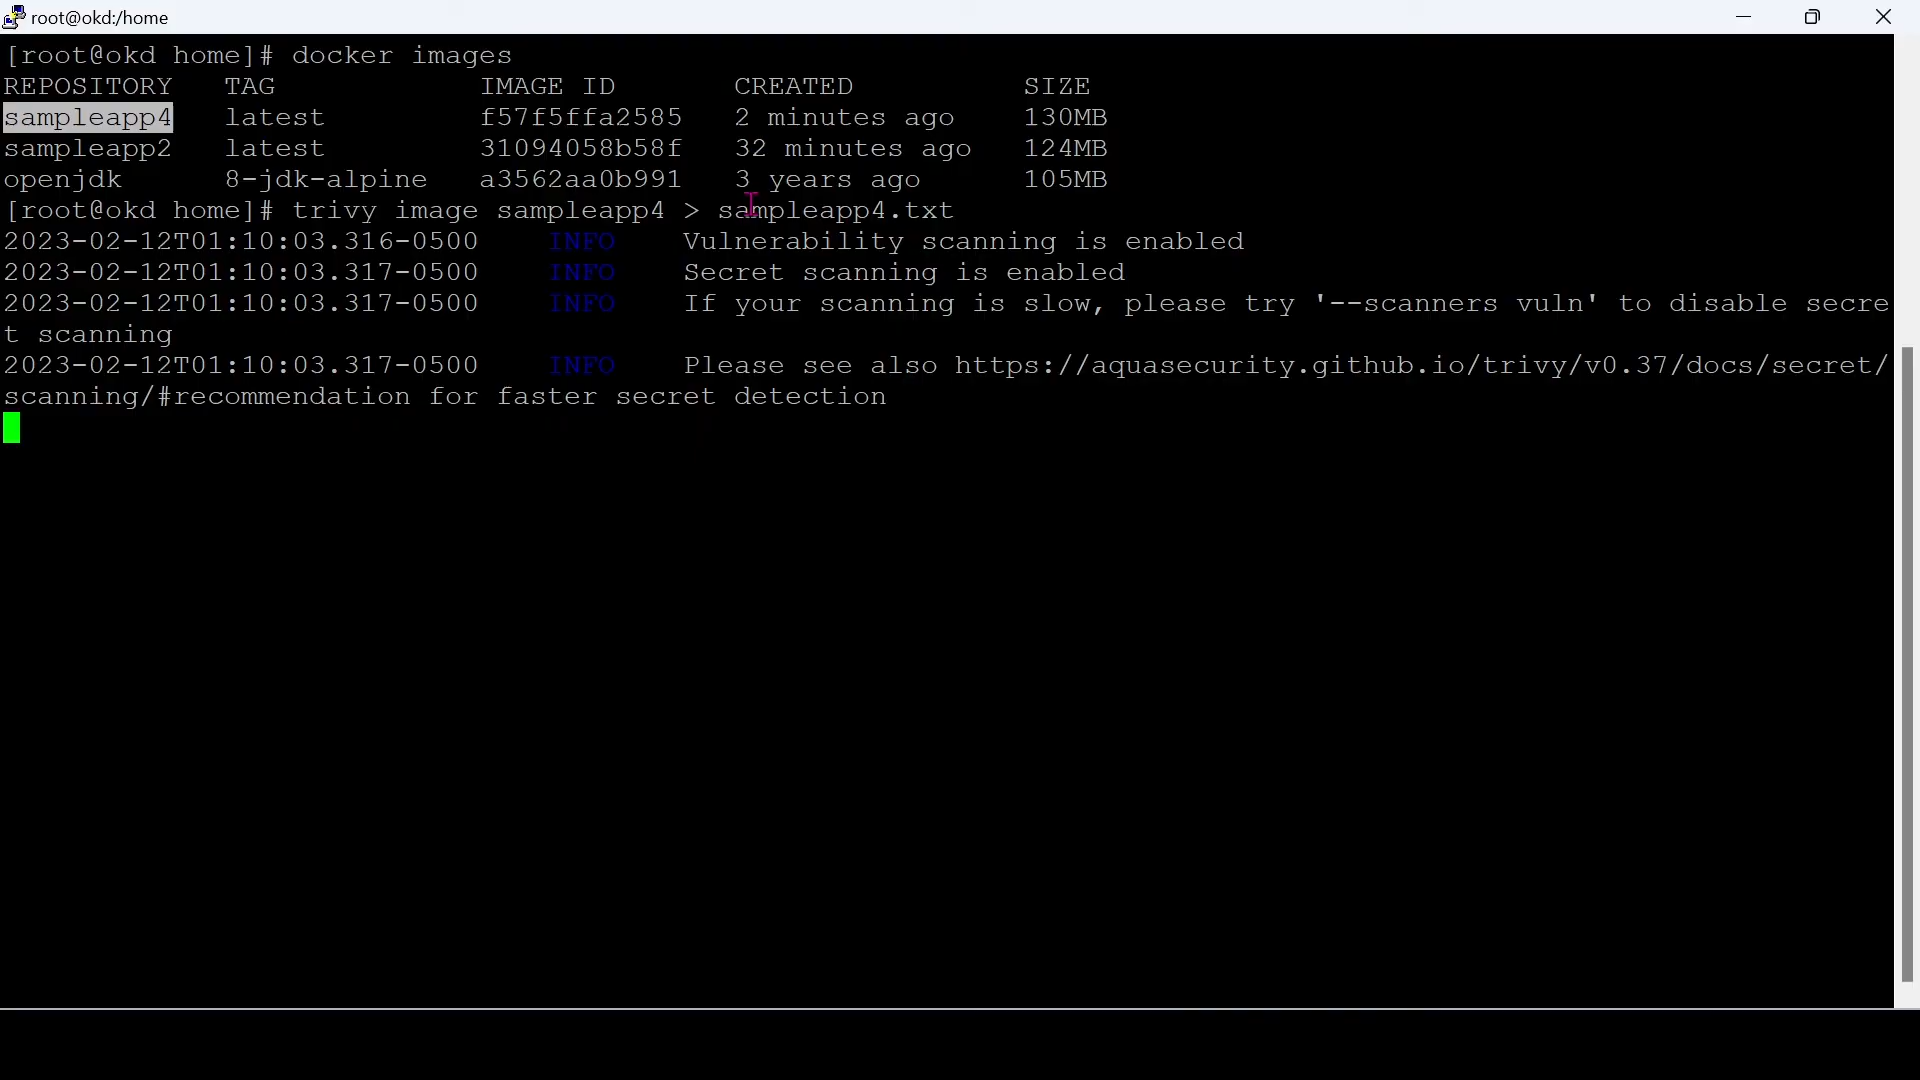 root@okd:/home
[root@okd home]# docker images
REPOSITORY TAG IMAGE ID CREATED SIZE
sampleapp4 latest f57f5ffa2585 2 minutes ago 130MB
sampleapp2 latest 31094058b58f 32 minutes ago 124MB
openjdk 8-jdk-alpine a3562aa0b991 3 years ago 105MB
[root@okd home]# trivy image sampleapp4 > sampleapp4.txt
2023-02-12T01:10:03.316-0500 INFO Vulnerability scanning is enabled
2023-02-12T01:10:03.317-0500 INFO Secret scanning is enabled
2023-02-12T01:10:03.317-0500 INFO If your scanning is slow, please try '--scanners vuln' to disable secre
t scanning
2023-02-12T01:10:03.317-0500 INFO Please see also https://aquasecurity.github.io/trivy/v0.37/docs/secret/
scanning/#recommendation for faster secret detection